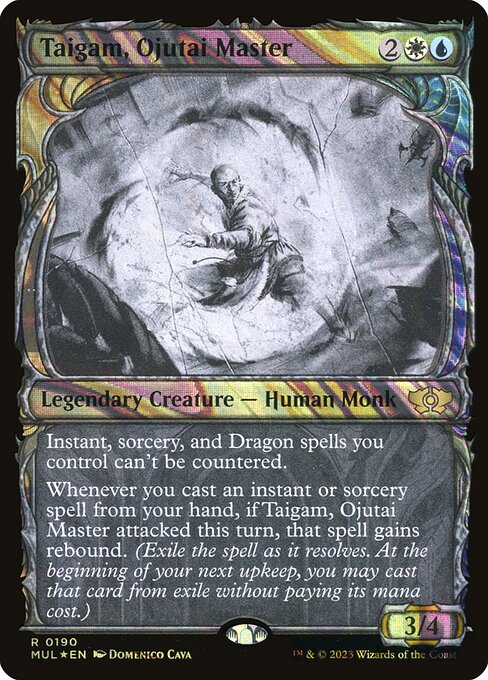 Taigam, Ojutai Master 2
Legendary Creature — Human Monk
Instant, sorcery, and Dragon spells you
control can't be countered.
Whenever you cast an instant or sorcery
spell from your hand, if Taigam, Ojutai
Master attacked this turn, that spell gains
rebound. (Exile the spell as it resolves. At the
beginning of your next upkeep, you may cast
that card from exile without paying its mana
cost.)
3/4
R 0190
MUL★EN Domenico Cava ™ & © 2023 Wizards of the Coast